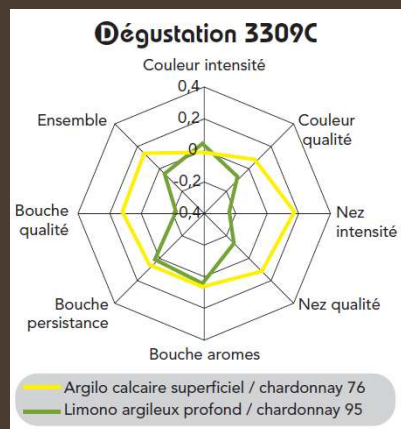 D Dégustation 3309C
Couleur intensité
0,4
Ensemble
0,2
Couleur
qualité
0
-0,2
Bouche
qualité
-0,4
Nez
intensité
Bouche
persistance
Nez qualité
Bouche aromes
Argilo calcaire superficiel / chardonnay 76
Limono argileux profond / chardonnay 95